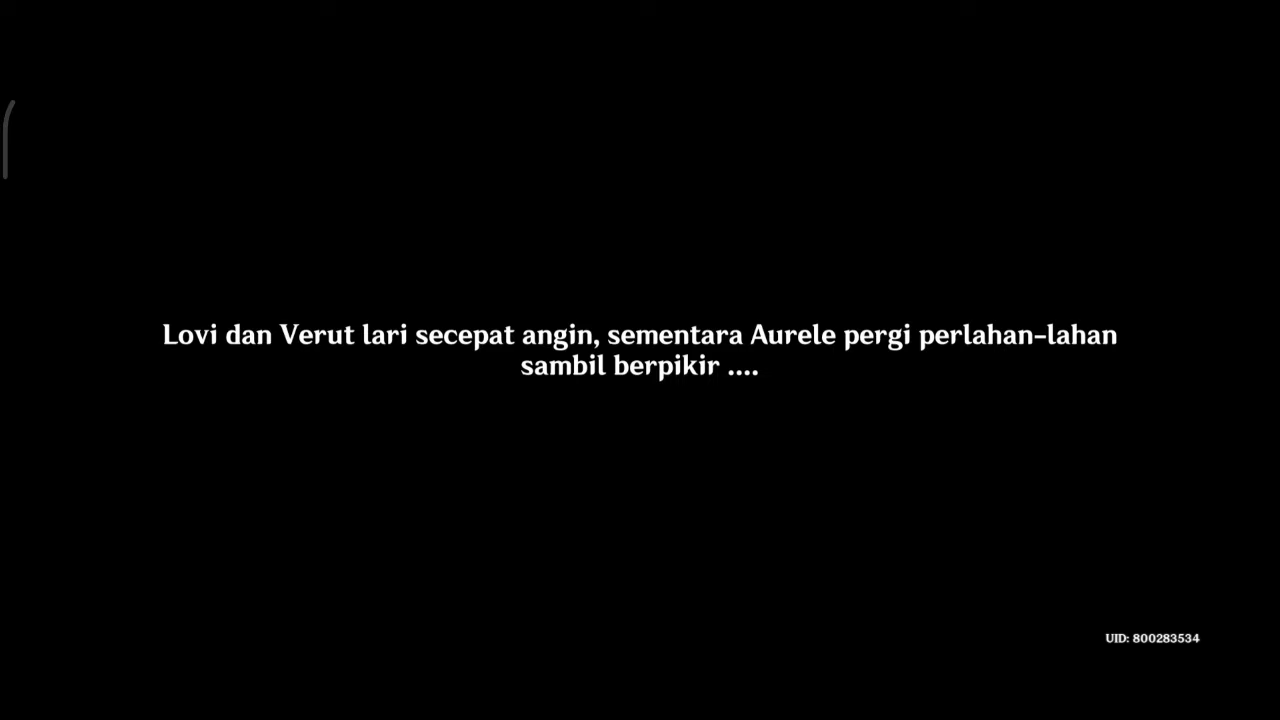 Lovi dan Verut lari secepat angin, sementara Aurele pergi perlahan-lahan
sambil berpikir ....
UID: 800283534